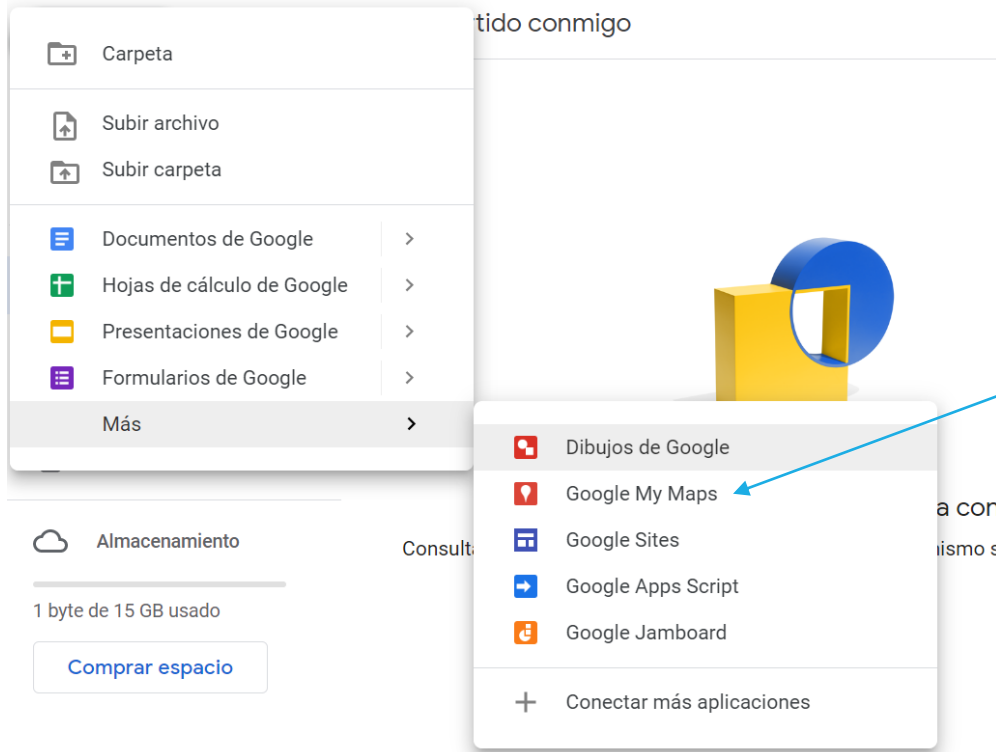 tido conmigo
Carpeta
Subir archivo
Subir carpeta
Documentos de Google
Hojas de cálculo de Google
Presentaciones de Google
Formularios de Google
Más
Dibujos de Google
Google My Maps
Google Sites
Google Apps Script
Google Jamboard
Conectar más aplicaciones
a con
Consulta
ismo s
Almacenamiento
1 byte de 15 GB usado
Comprar espacio